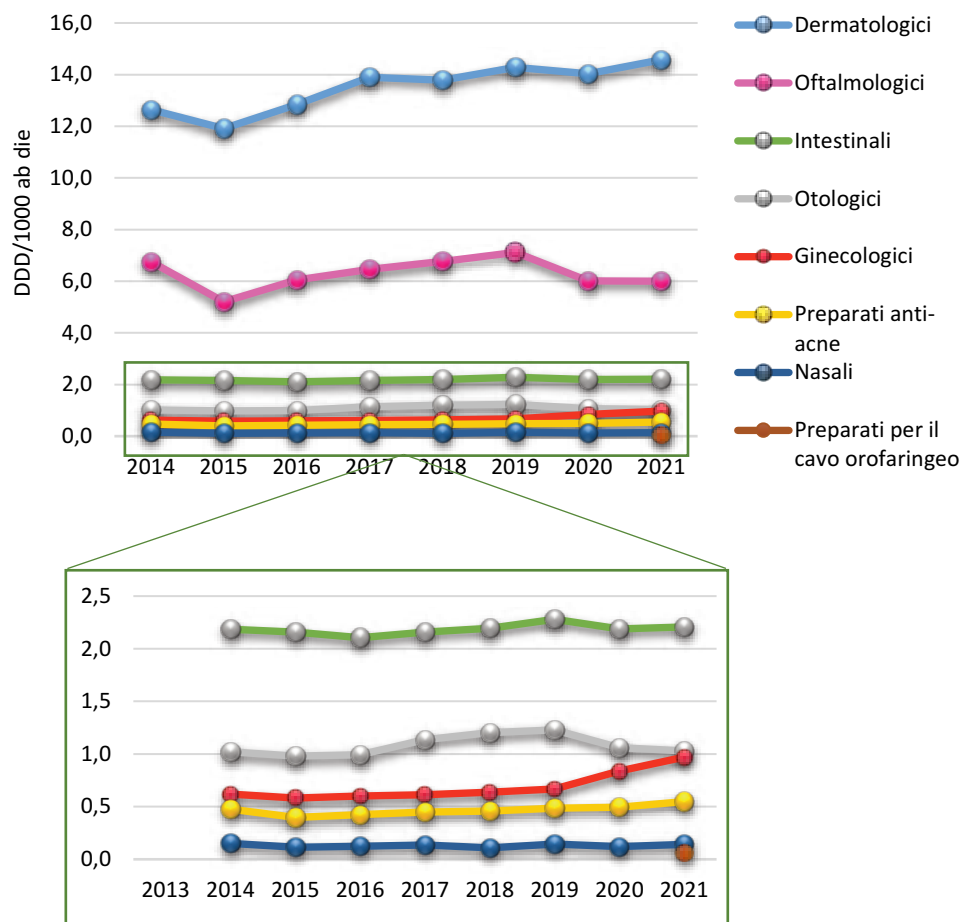 16,0
14,0
12,0
10,0
8,0
6,0
4,0
2,0
0,0
DDD/1000 ab die
2014 2015 2016 2017 2018 2019 2020 2021
Dermatologici
Oftalmologici
Intestinali
Otologici
Ginecologici
Preparati anti-
acne
Nasali
Preparati per il
cavo orofaringeo
2,5
2,0
1,5
1,0
0,5
0,0
2013 2014 2015 2016 2017 2018 2019 2020 2021